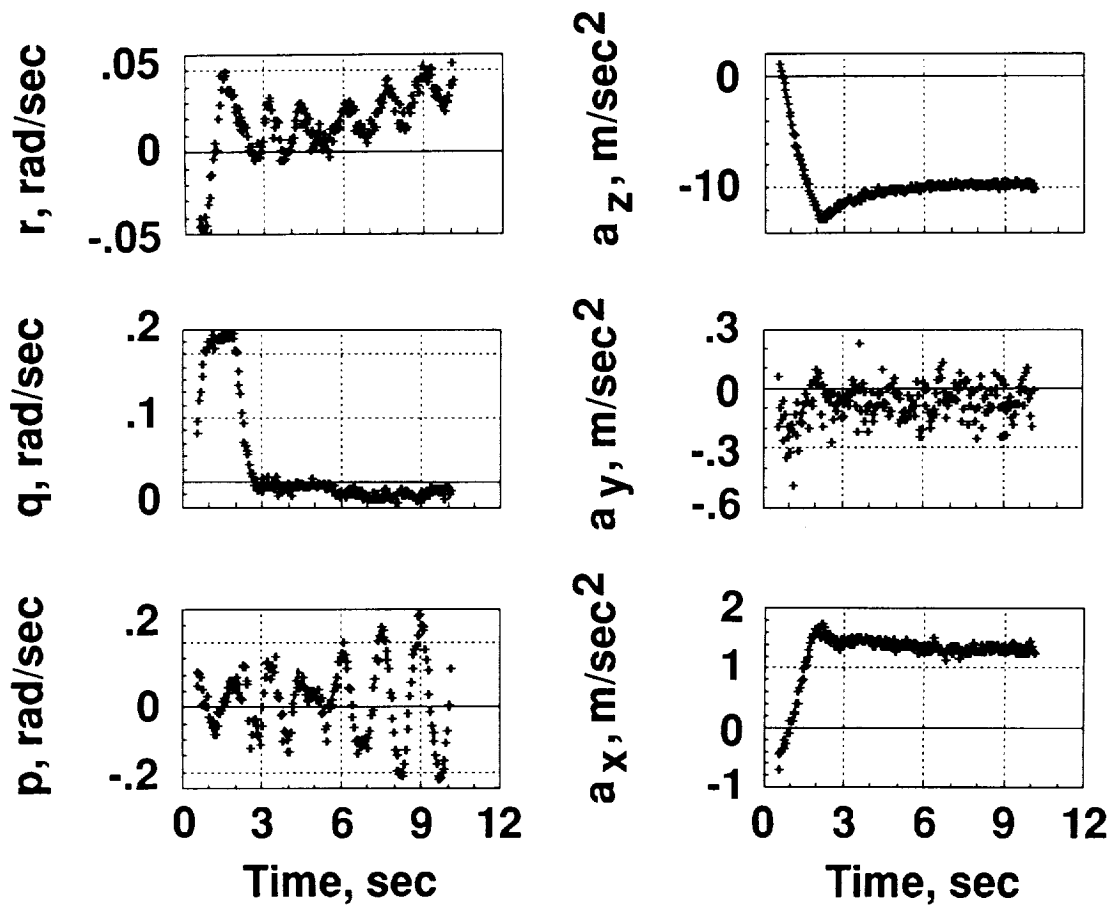 r, rad/sec
.05
0
-.05
a z, m/sec2
0
-10
q, rad/sec
.2
.1
0
a y, m/sec2
.3
0
-.3
-.6
p, rad/sec
.2
0
-.2
0 3 6 9 12
Time, sec
a x, m/sec2
2
1
0
-1
0 3 6 9 12
Time, sec